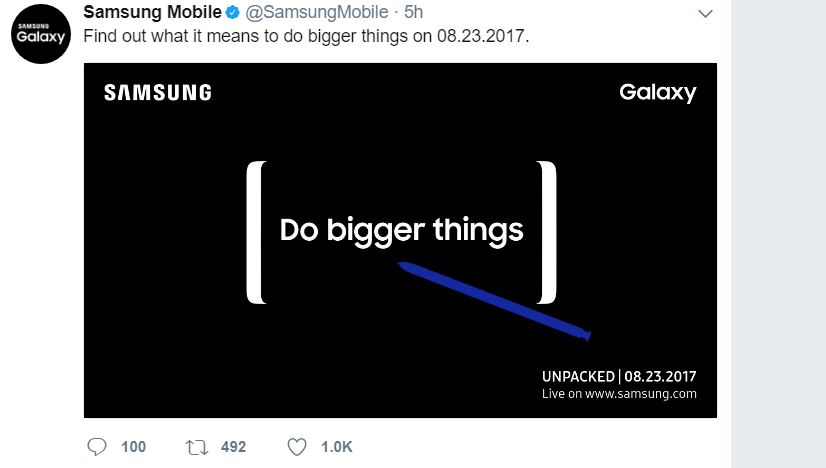 SAMSUNG
Galaxy
Samsung Mobile @SamsungMobile · 5h
Find out what it means to do bigger things on 08.23.2017.
SAMSUNG
Galaxy
Do bigger things
UNPACKED | 08.23.2017
Live on www.samsung.com
100 492 1.0K